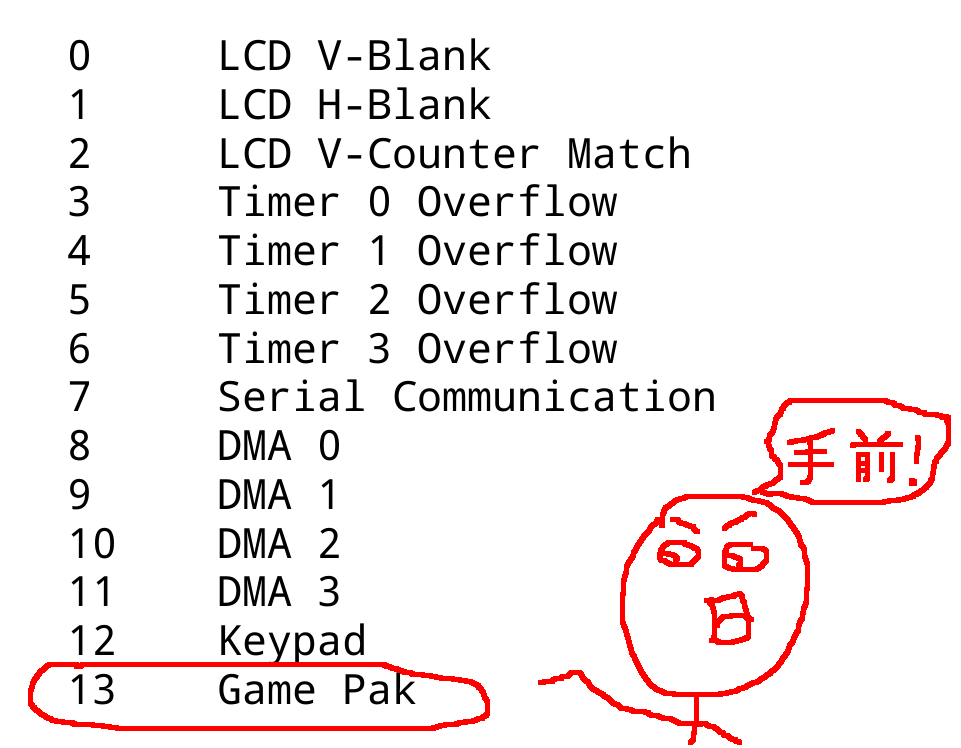 0 LCD V-Blank
1 LCD H-Blank
2 LCD V-Counter Match
3 Timer 0 Overflow
4 Timer 1 Overflow
5 Timer 2 Overflow
6 Timer 3 Overflow
7 Serial Communication
8 DMA 0
9 DMA 1
10 DMA 2
11 DMA 3
12 Keypad
13 Game Pak
手前!